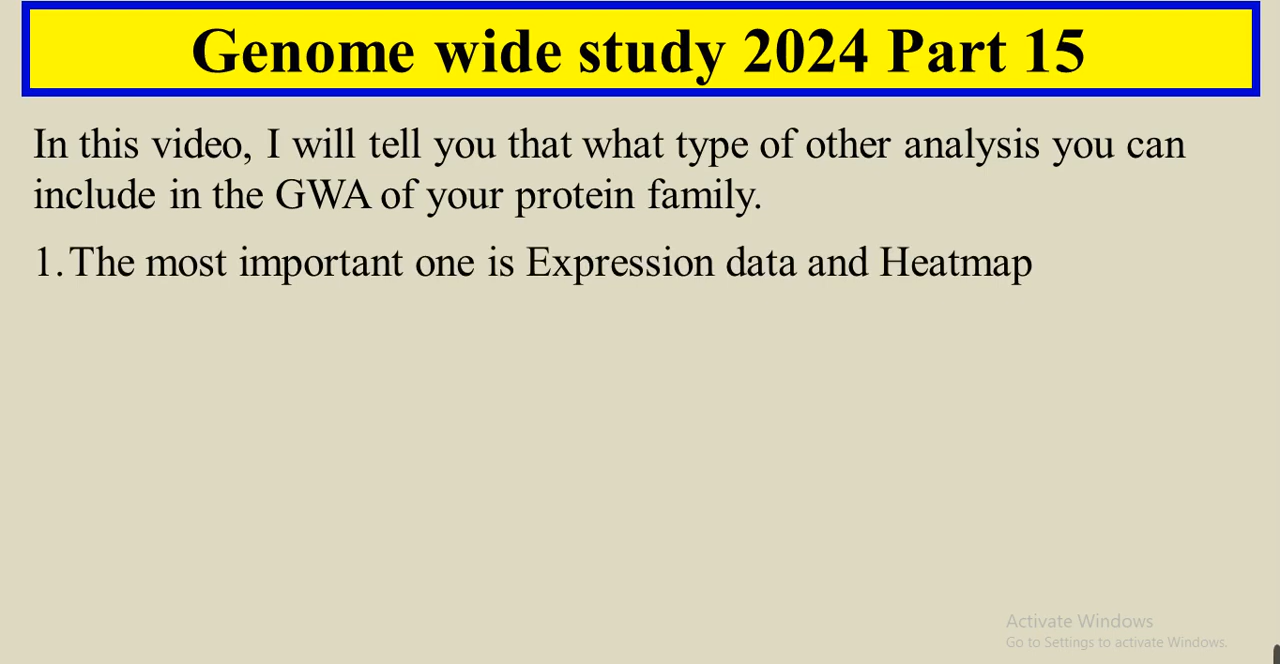 Genome wide study 2024 Part 15
In this video, I will tell you that what type of other analysis you can
include in the GWA of your protein family.
1. The most important one is Expression data and Heatmap
Activate Windows
Go to Settings to activate Windows.